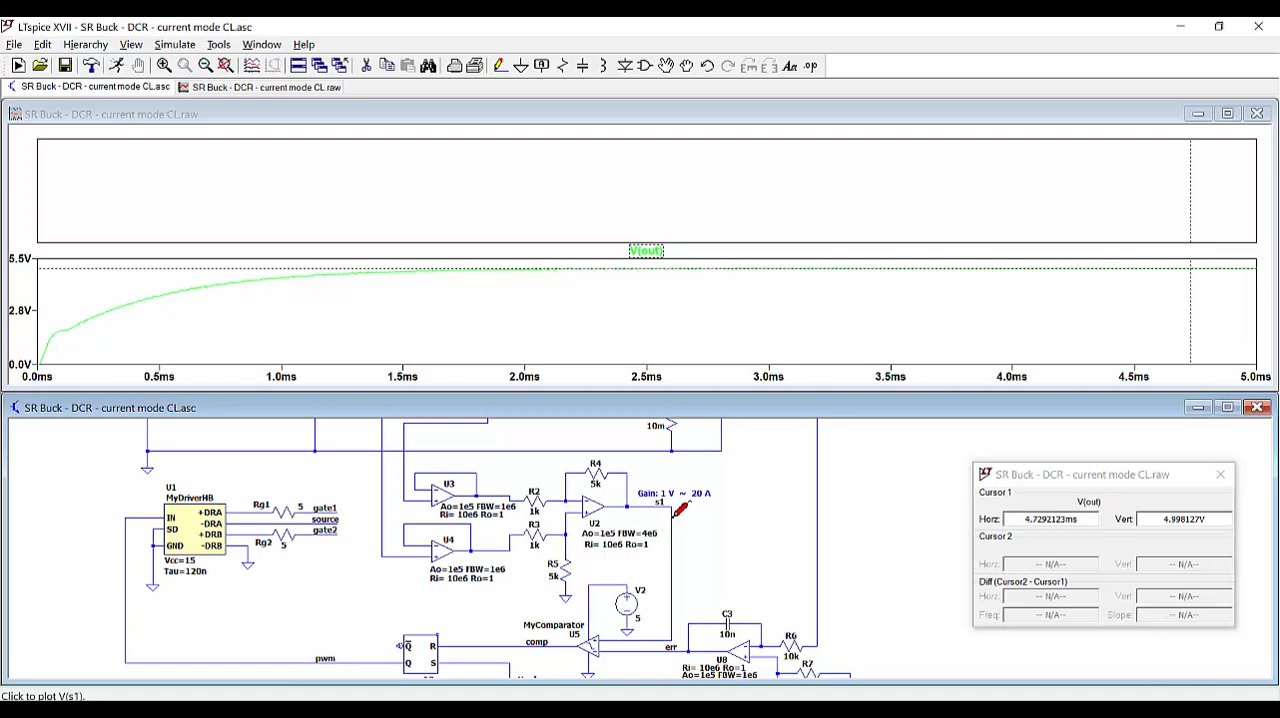 LTspice XVII - SR Buck - DCR - current mode CL.asc
File Edit Hierarchy View Simulate Tools Window Help
SR Buck - DCR - current mode CL.asc SR Buck - DCR - current mode CL.raw
SR Buck - DCR - current mode CL.raw
V(out)
5.5V
2.8V
0.0V
0.0ms 0.5ms 1.0ms 1.5ms 2.0ms 2.5ms 3.0ms 3.5ms 4.0ms 4.5ms 5.0ms
SR Buck - DCR - current mode CL.asc
10m
U1
MyDriverHB
IN
SD
GND
+DRA
-DRA
+DRB
-DRB
Vcc=15
Tau=120n
Rg1 5 gate1
source
Rg2 5 gate2
U3
Ao=1e5 FBW=1e6
Ri= 10e6 Ro=1
U4
Ao=1e5 FBW=1e6
Ri= 10e6 Ro=1
R2
1k
R3
1k
R4
5k
U2
Ao=1e5 FBW=4e6
Ri= 10e6 Ro=1
R5
5k
Gain: 1 V ~ 20 A
s1
V2
5
MyComparator
U5
comp
err
C3
10n
R6
10k
R7
U8
Ri= 10e6 Ro=1
Ao=1e5 FBW=1e6
pwm
Q R
Q S
SR Buck - DCR - current mode CL.raw
Cursor 1
V(out)
Horz: 4.7292123ms Vert: 4.998127V
Cursor 2
Horz: -- N/A-- Vert: -- N/A--
Diff (Cursor2 - Cursor1)
Horz: -- N/A-- Vert: -- N/A--
Freq: -- N/A-- Slope: -- N/A--
Click to plot V(s1).